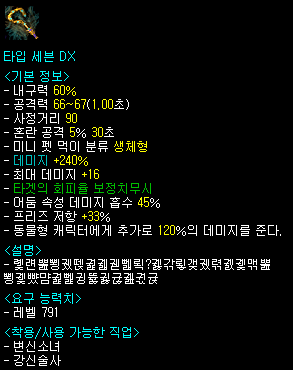 타입 세븐 DX
<기본 정보>
- 내구력 60%
- 공격력 66~67(1,00초)
- 사정거리 90
- 혼란 공격 5% 30초
- 미니 펫 먹이 분류 생체형
- 데미지 +240%
- 최대 데미지 +16
- 타겟의 회피율 보정치무시
- 어둠 속성 데미지 흡수 45%
- 프리즈 저항 +33%
- 동물형 캐릭터에게 추가로 120%의 데미지를 준다.
<설명>
<요구 능력치>
- 레벨 791
<착용/사용 가능한 직업>
- 변신소녀
- 강신술사